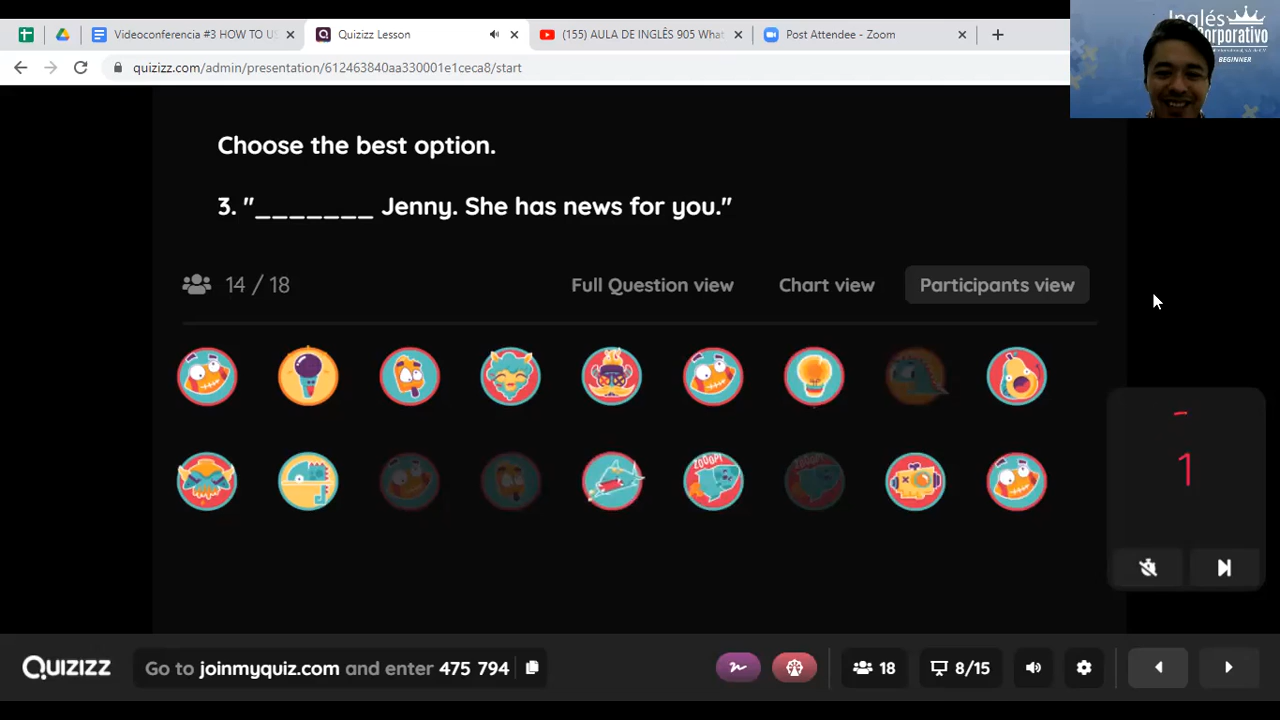 Videoconferencia #3 HOW TO US
Quizizz Lesson
(155) AULA DE INGLÊS 905 What
Post Attendee - Zoom
quizizz.com/admin/presentation/612463840aa330001e1ceca8/start
Inglés
Corporativo
BEGINNER
Choose the best option.
3. "_______ Jenny. She has news for you."
14 / 18
Full Question view
Chart view
Participants view
ZOOOP!
1
QUIZIZZ
Go to joinmyquiz.com and enter 475 794
18
8/15